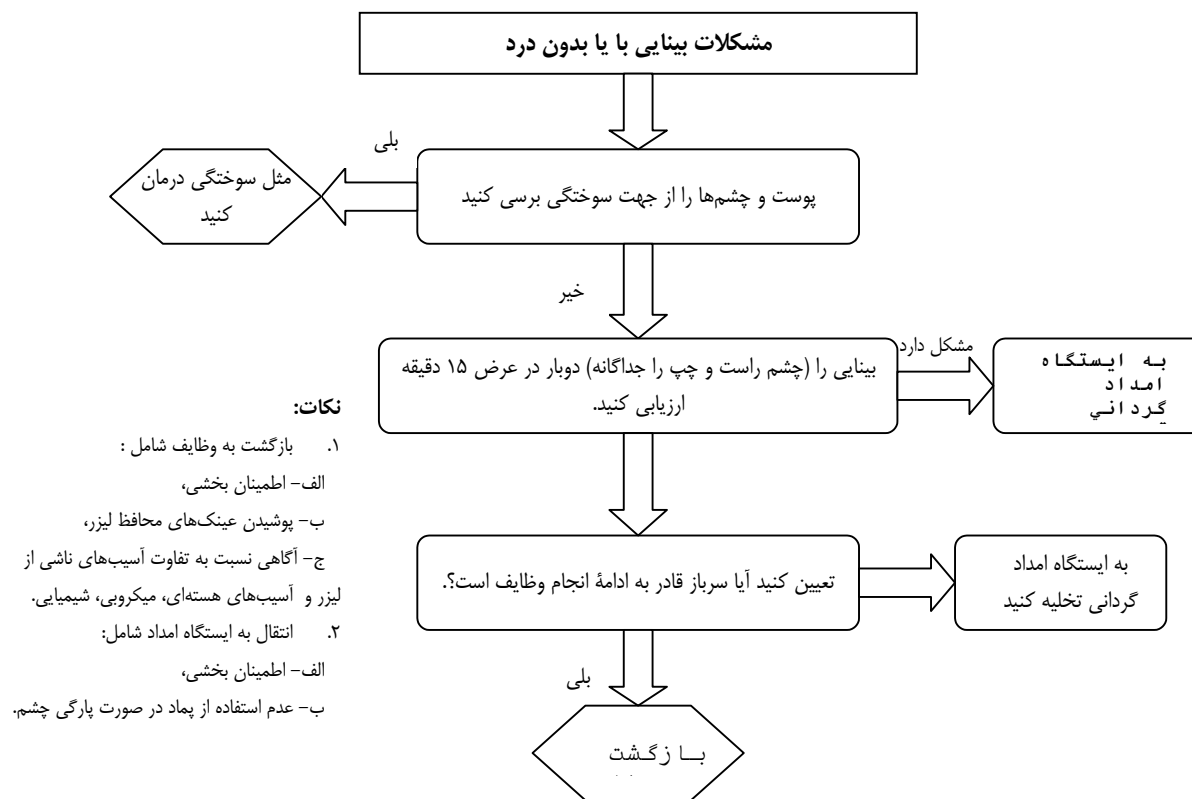 مشکلات بینایی با یا بدون درد
بلی
پوست و چشم‌ها را از جهت سوختگی برسی کنید
مثل سوختگی درمان
کنید
خیر
بینایی را (چشم راست و چپ را جداگانه) دوبار در عرض ۱۵ دقیقه
ارزیابی کنید.
مشکل دارد
به ایستگاه
امداد
گرداني
تعیین کنید آیا سرباز قادر به ادامهٔ انجام وظایف است؟.
به ایستگاه امداد
گردانی تخلیه کنید
بلی
بازگشت
نکات:
۱. بازگشت به وظایف شامل :
الف- اطمینان بخشی،
ب- پوشیدن عینک‌های محافظ لیزر،
ج- آگاهی نسبت به تفاوت آسیب‌های ناشی از
لیزر و آسیب‌های هسته‌ای، میکروبی، شیمیایی.
۲. انتقال به ایستگاه امداد شامل:
الف- اطمینان بخشی،
ب- عدم استفاده از پماد در صورت پارگی چشم.